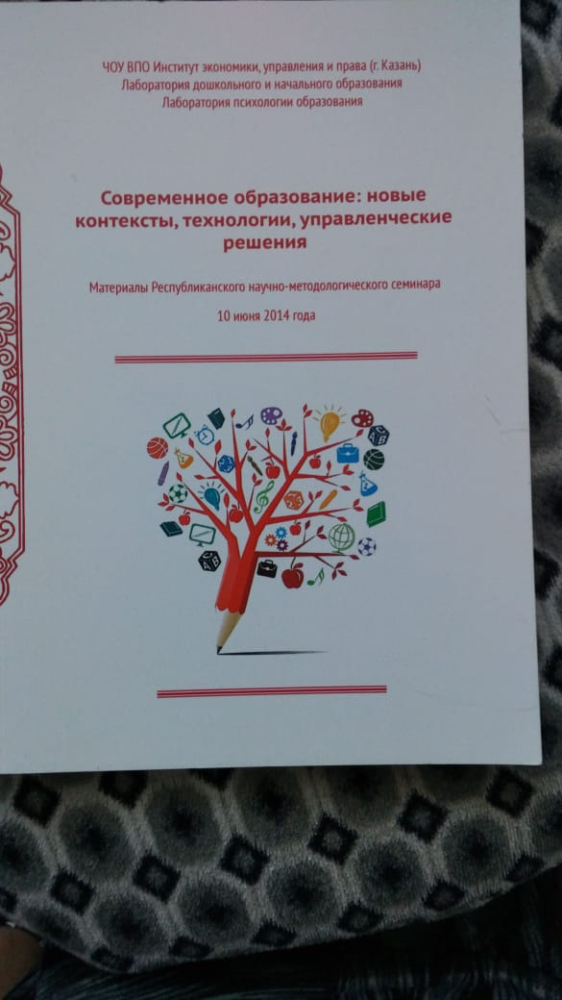 ЧОУ ВПО Институт экономики, управления и права (г. Казань)
Лаборатория дошкольного и начального образования
Лаборатория психологии образования
Современное образование: новые
контексты, технологии, управленческие
решения
Материалы Республиканского научно-методологического семинара
10 июня 2014 года